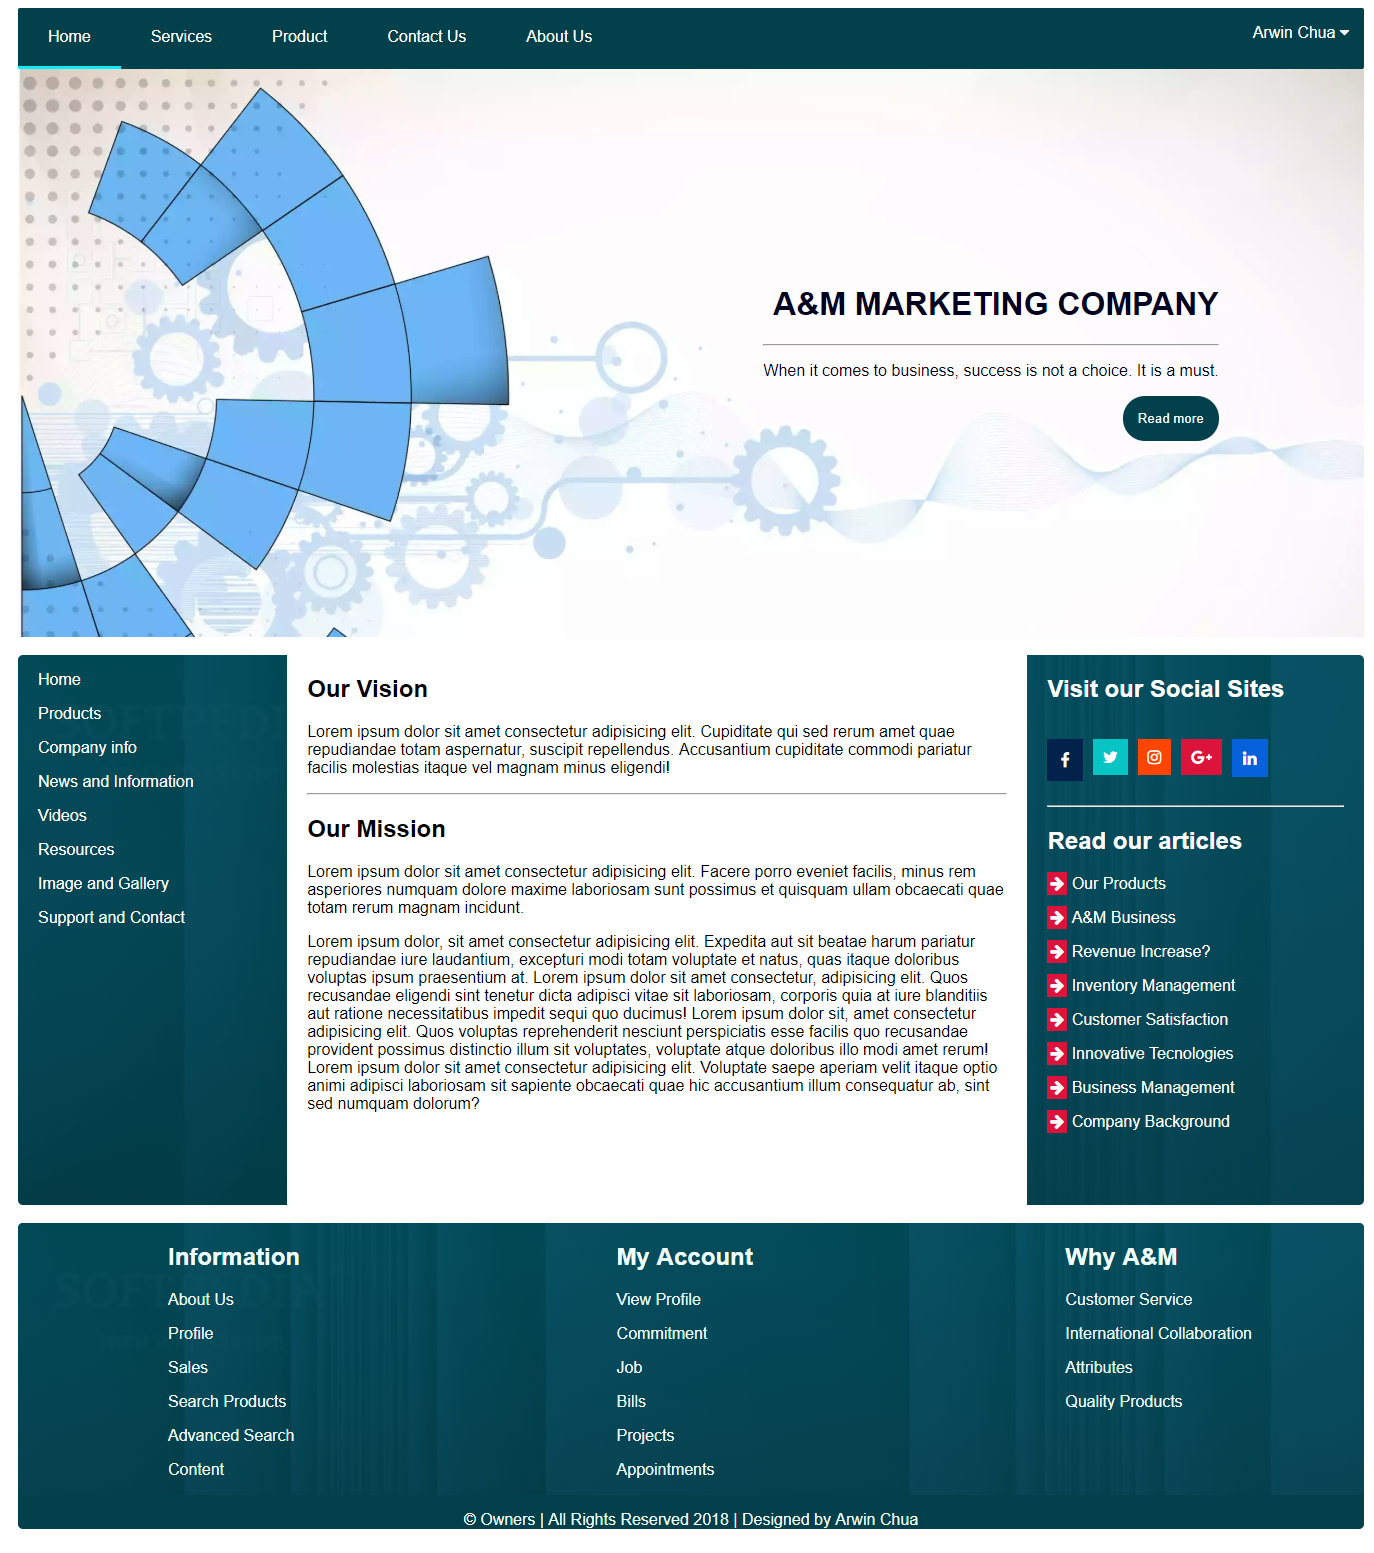 Home Services Product Contact Us About Us Arwin Chua
A&M MARKETING COMPANY
When it comes to business, success is not a choice. It is a must.
Read more
Home
Products
Company info
News and Information
Videos
Resources
Image and Gallery
Support and Contact
Our Vision
Lorem ipsum dolor sit amet consectetur adipisicing elit. Cupiditate qui sed rerum amet quae
repudiandae totam aspernatur, suscipit repellendus. Accusantium cupiditate commodi pariatur
facilis molestias itaque vel magnam minus eligendi!
Our Mission
Lorem ipsum dolor sit amet consectetur adipisicing elit. Facere porro eveniet facilis, minus rem
asperiores numquam dolore maxime laboriosam sunt possimus et quisquam ullam obcaecati quae
totam rerum magnam incidunt.
Lorem ipsum dolor, sit amet consectetur adipisicing elit. Expedita aut sit beatae harum pariatur
repudiandae iure laudantium, excepturi modi totam voluptate et natus, quas itaque doloribus
voluptas ipsum praesentium at. Lorem ipsum dolor sit amet consectetur, adipisicing elit. Quos
recusandae eligendi sint tenetur dicta adipisci vitae sit laboriosam, corporis quia at iure blanditiis
aut ratione necessitatibus impedit sequi quo ducimus! Lorem ipsum dolor sit, amet consectetur
adipisicing elit. Quos voluptas reprehenderit nesciunt perspiciatis esse facilis quo recusandae
provident possimus distinctio illum sit voluptates, voluptate atque doloribus illo modi amet rerum!
Lorem ipsum dolor sit amet consectetur adipisicing elit. Voluptate saepe aperiam velit itaque optio
animi adipisci laboriosam sit sapiente obcaecati quae hic accusantium illum consequatur ab, sint
sed numquam dolorum?
Visit our Social Sites
Read our articles
Our Products
A&M Business
Revenue Increase?
Inventory Management
Customer Satisfaction
Innovative Tecnologies
Business Management
Company Background
Information
About Us
Profile
Sales
Search Products
Advanced Search
Content
My Account
View Profile
Commitment
Job
Bills
Projects
Appointments
Why A&M
Customer Service
International Collaboration
Attributes
Quality Products
SOFTPEDIA
© Owners | All Rights Reserved 2018 | Designed by Arwin Chua